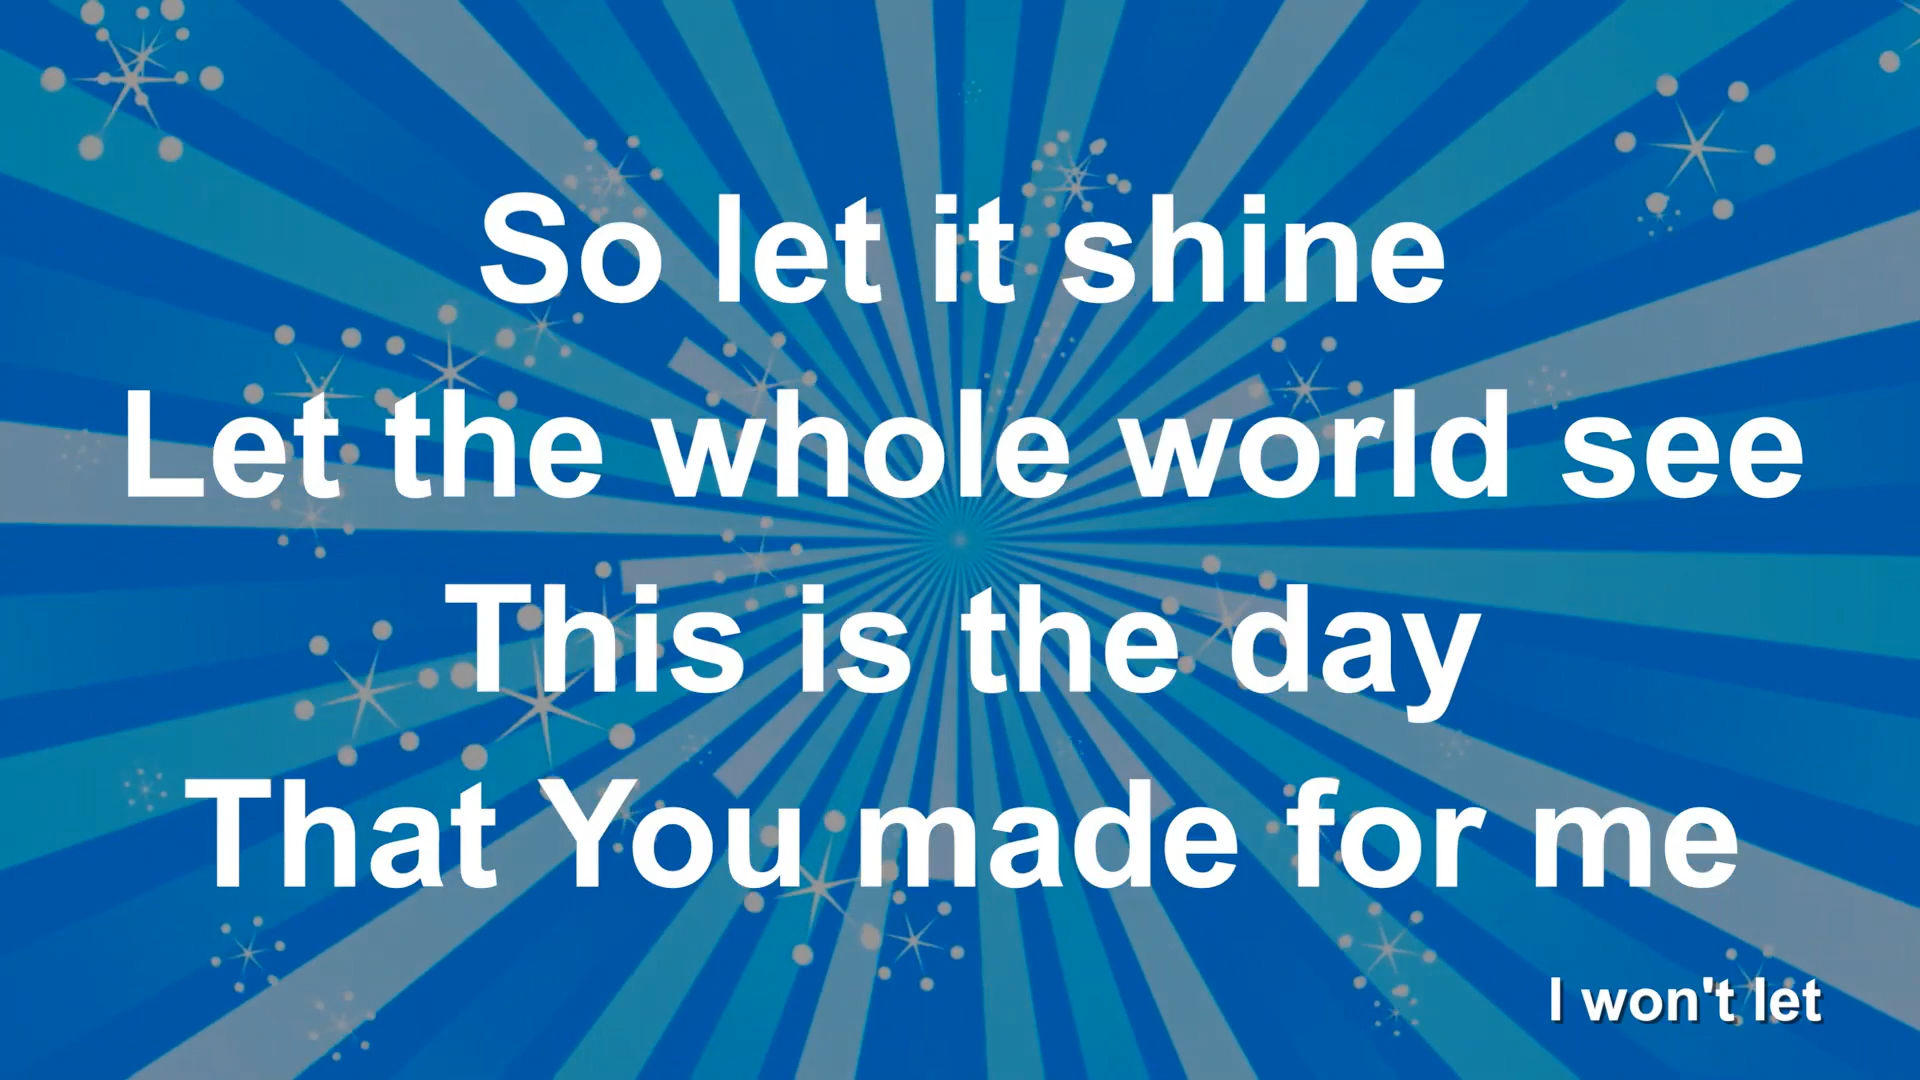 So let it shine
Let the whole world see
This is the day
That You made for me
I won't let